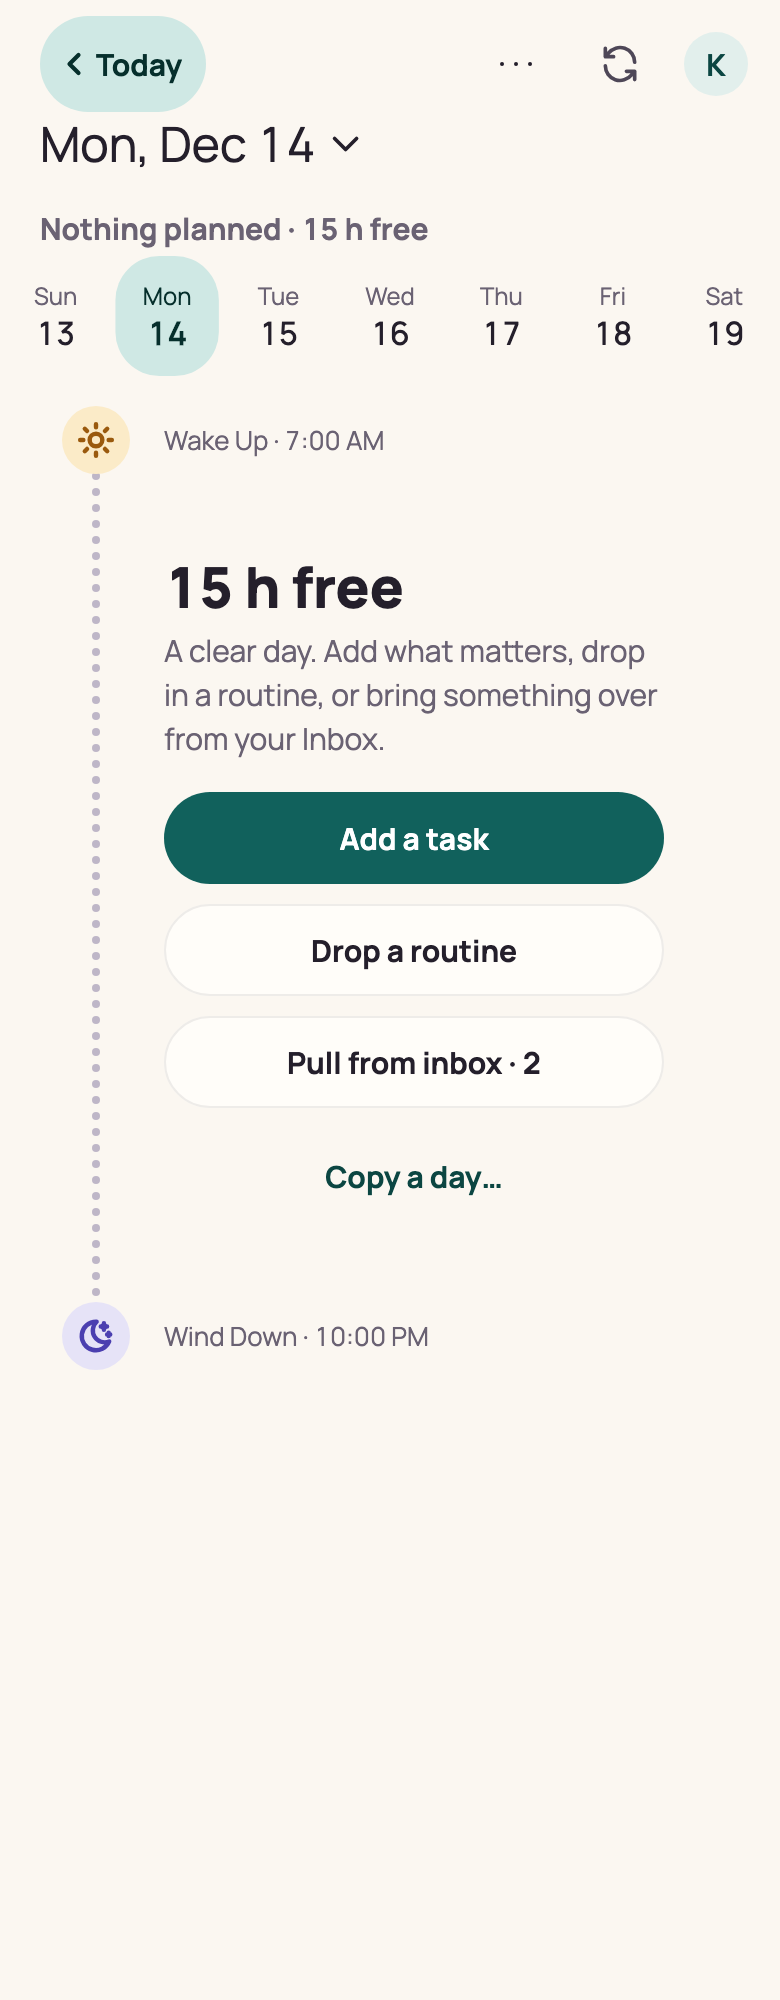 Today
...
K
Mon, Dec 14
Nothing planned · 15 h free
Sun Mon Tue Wed Thu Fri Sat
13 14 15 16 17 18 19
Wake Up · 7:00 AM
15 h free
A clear day. Add what matters, drop
in a routine, or bring something over
from your Inbox.
Add a task
Drop a routine
Pull from inbox · 2
Copy a day...
Wind Down · 10:00 PM